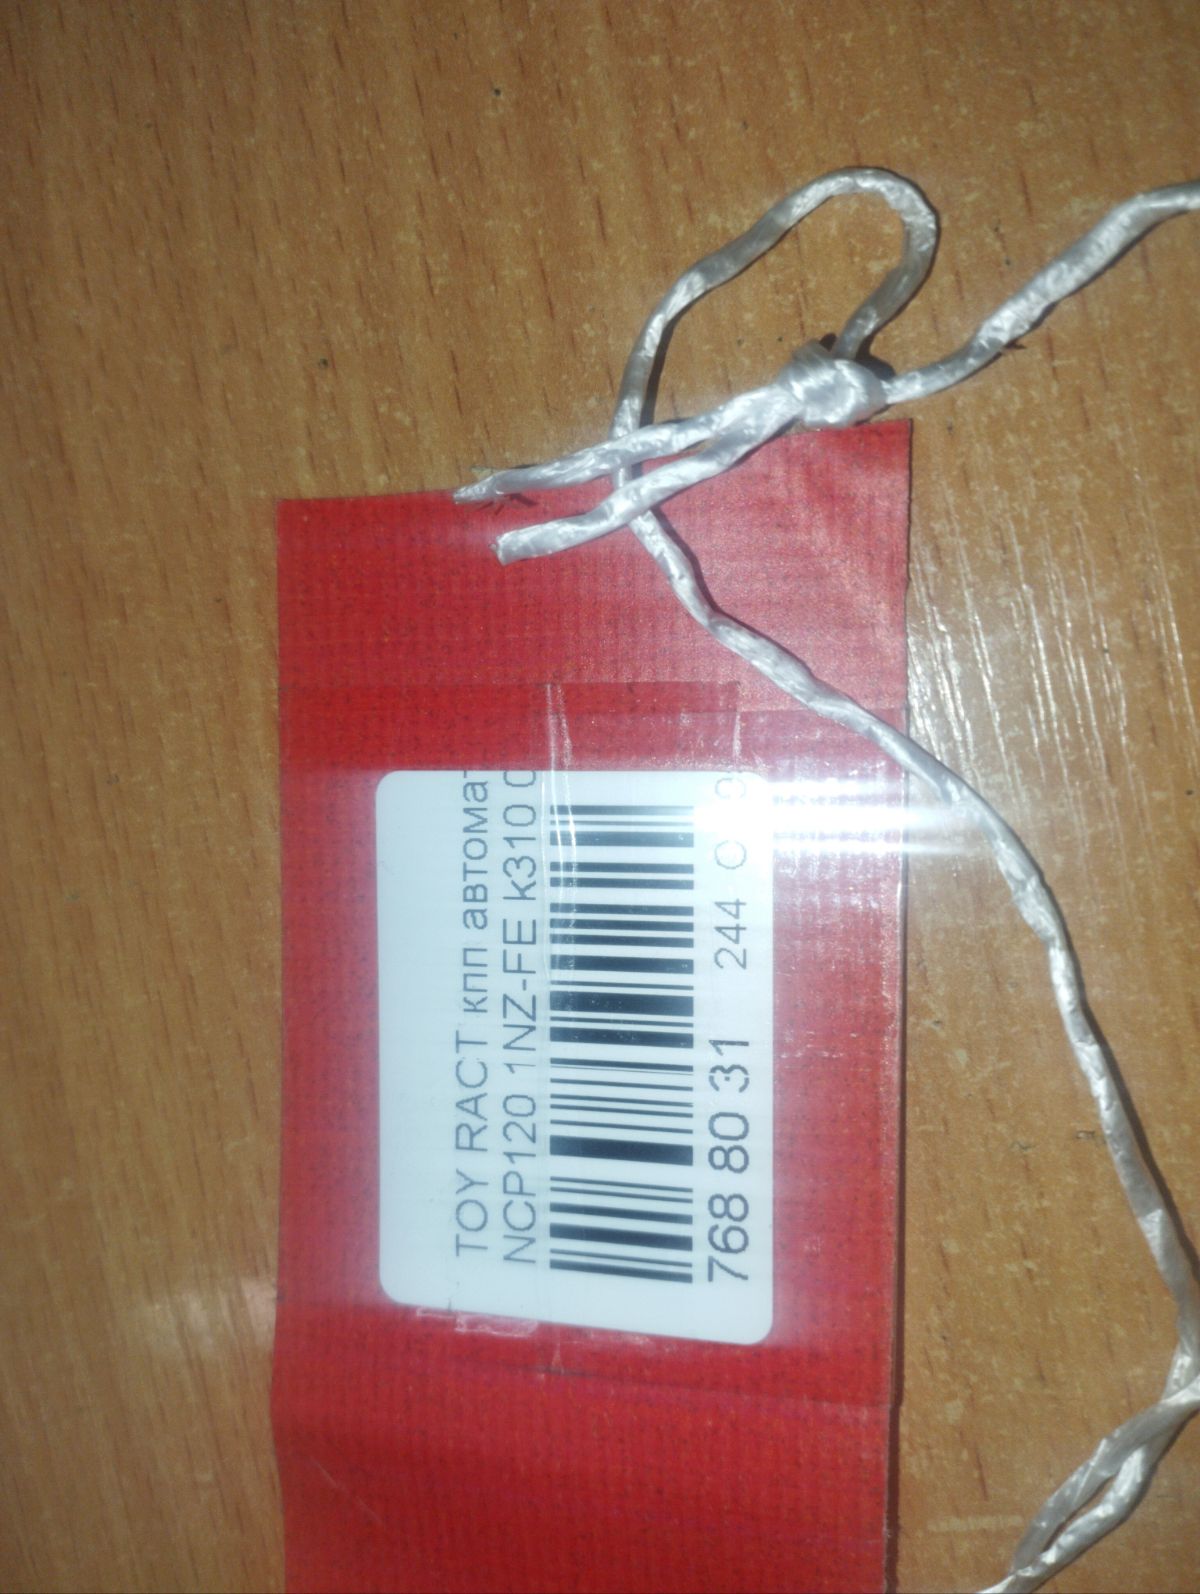 TOY RACT кпп автомат
NCP120 1NZ-FE k310
768 80 31 244